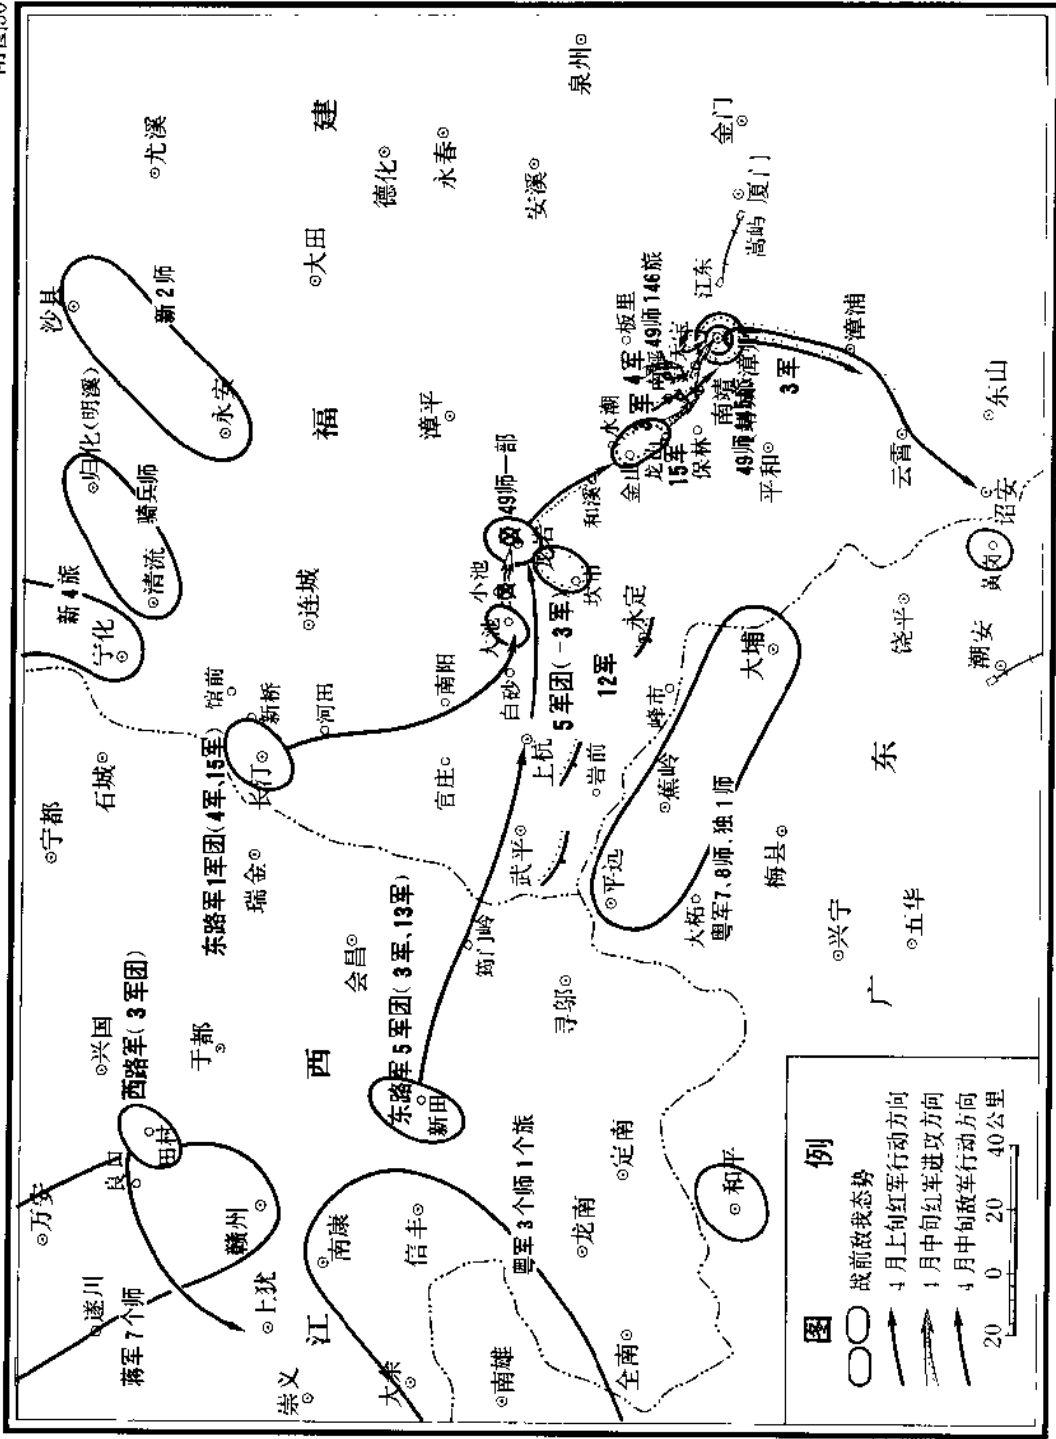 万安
遂川
蒋军7个师
上犹
崇义
江
大余
南雄
全南
南康
信丰
赣州
良口
田村
西路军(3军团)
兴国
于都
宁都
石城
瑞金
会昌
西
东路军1军团(4军、15军)
东路军5军团(3军、13军)
新田
筠门岭
寻邬
粤军3个师1个旅
龙南
定南
和平
长汀
新桥
馆前
河田
南阳
官庄
白砂
上杭
武平
岩前
5军团(-3军)
12军
永定
峰市
蕉岭
平远
大柘
粤军7、8师、独1师
梅县
兴宁
五华
广
东
大埔
饶平
潮安
黄冈
诏安
云霄
东山
漳浦
3军
平和
宁化
新4旅
清流
骑兵师
归化(明溪)
连城
永安
新2师
沙县
尤溪
大田
福
建
德化
永春
安溪
泉州
金门
厦门
嵩屿
江东
漳平
大池
小池
龙岩
49师一部
坎市
和溪
金山
龙山
水潮
15军
保林
南靖
3军
4军
板里
49师146旅
天宝
漳州
图例
战前敌我态势
4月上旬红军行动方向
4月中旬红军进攻方向
4月中旬敌军行动方向
20 0 20 40公里